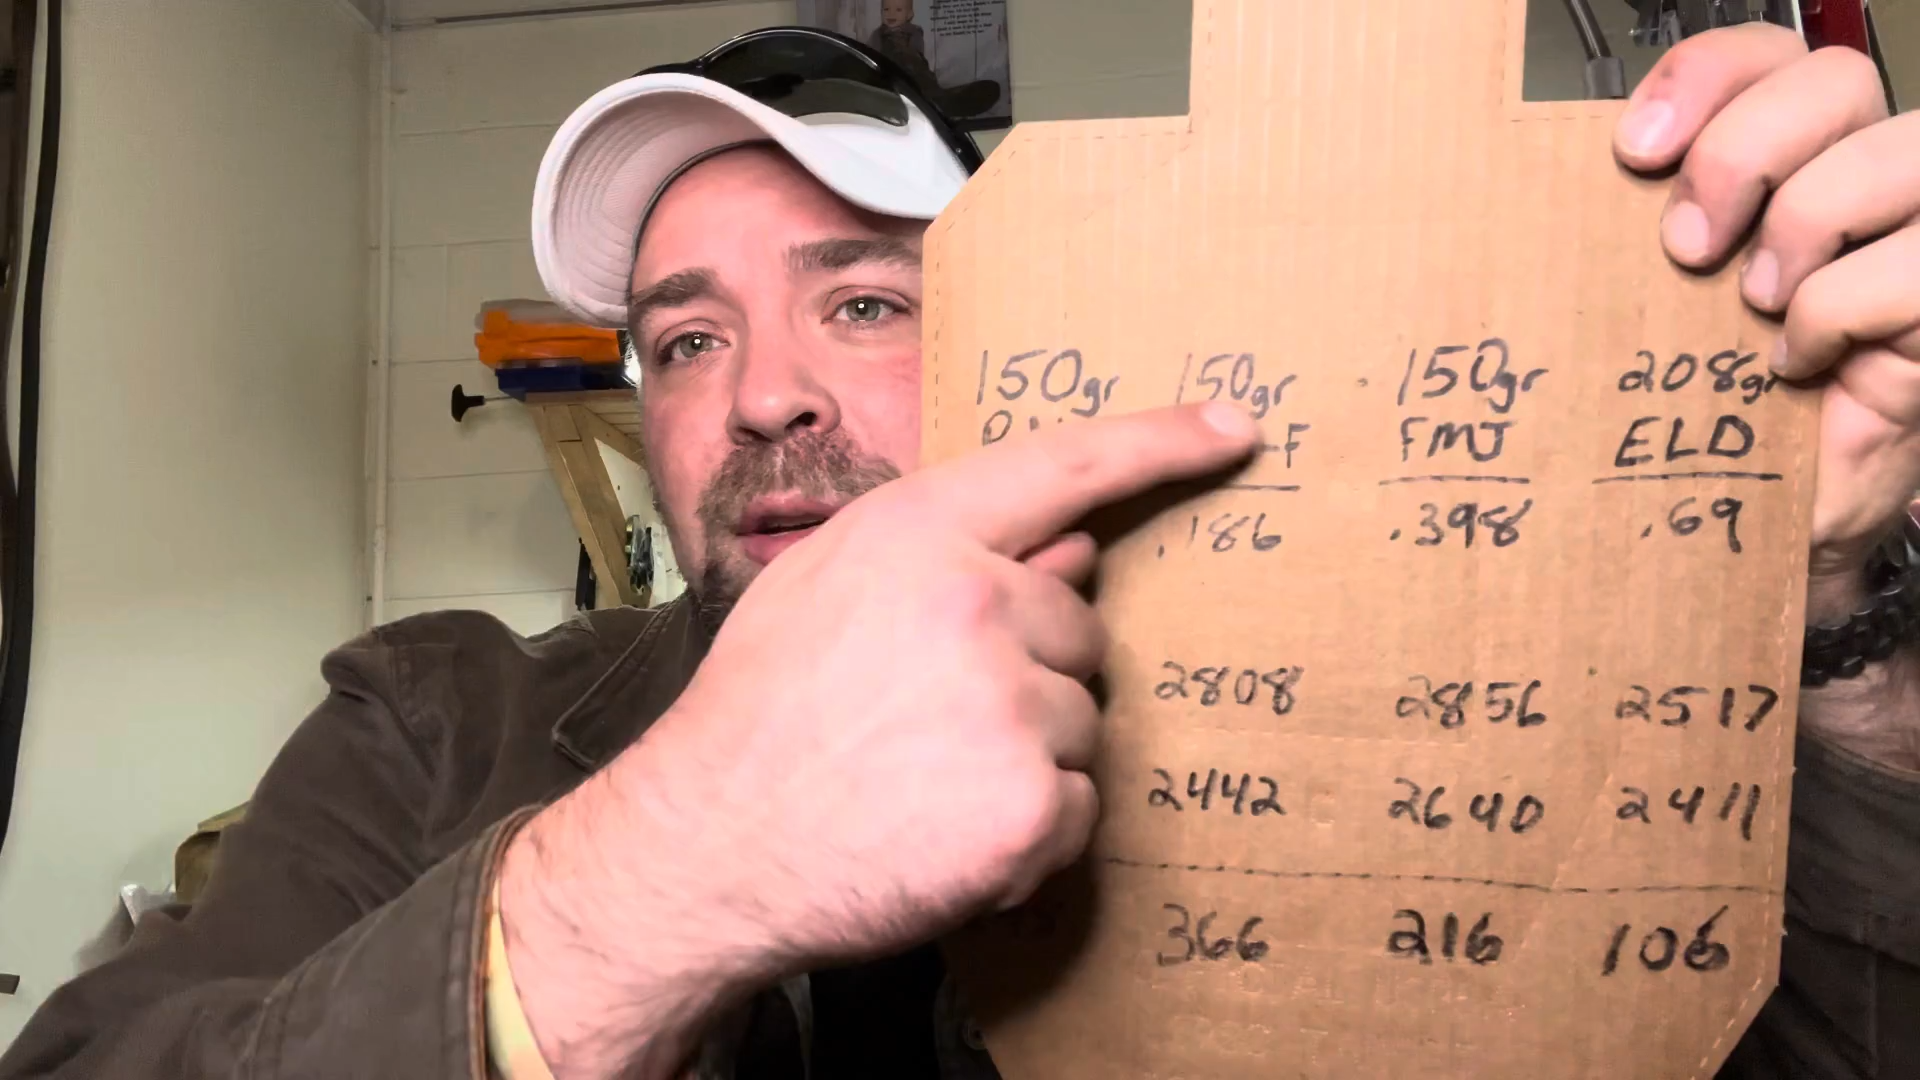 150gr 150gr 150gr 208gr
FMJ ELD
.186 .398 .69
2808 2856 2517
2442 2640 2411
366 216 106